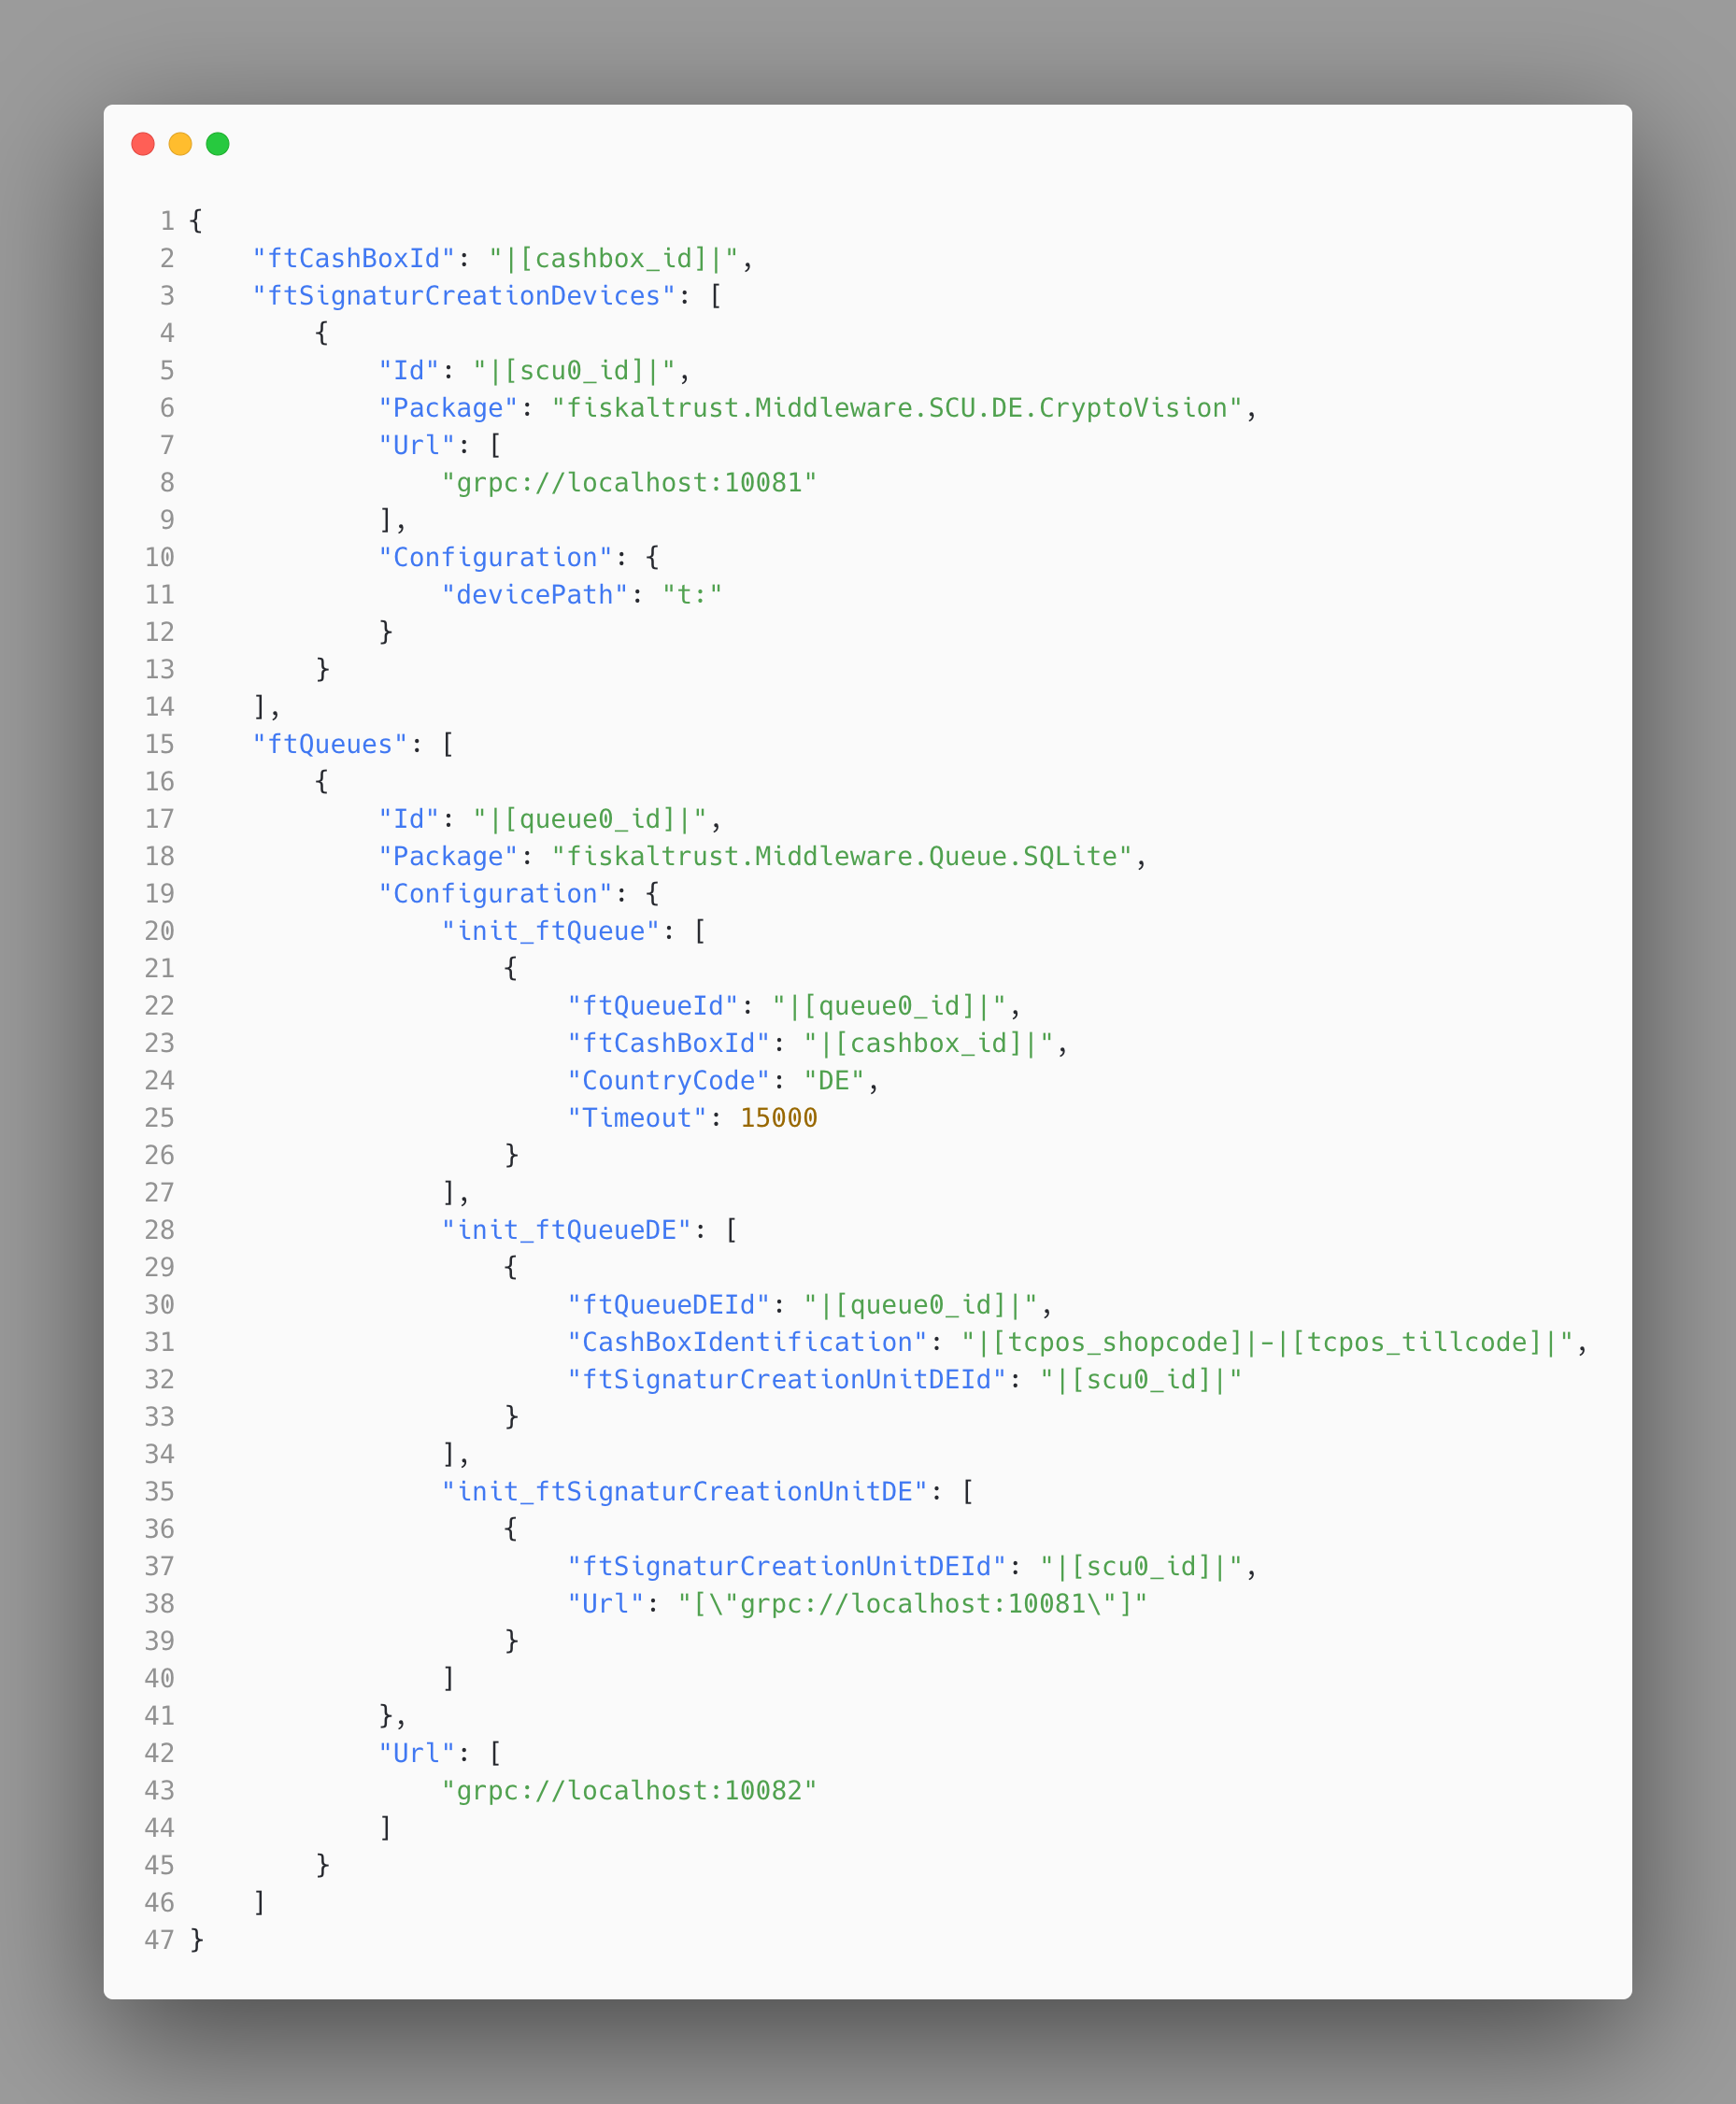 1 {
2     "ftCashBoxId": "|[cashbox_id]|",
3     "ftSignaturCreationDevices": [
4         {
5             "Id": "|[scu0_id]|",
6             "Package": "fiskaltrust.Middleware.SCU.DE.CryptoVision",
7             "Url": [
8                 "grpc://localhost:10081"
9             ],
10             "Configuration": {
11                 "devicePath": "t:"
12             }
13         }
14     ],
15     "ftQueues": [
16         {
17             "Id": "|[queue0_id]|",
18             "Package": "fiskaltrust.Middleware.Queue.SQLite",
19             "Configuration": {
20                 "init_ftQueue": [
21                     {
22                         "ftQueueId": "|[queue0_id]|",
23                         "ftCashBoxId": "|[cashbox_id]|",
24                         "CountryCode": "DE",
25                         "Timeout": 15000
26                     }
27                 ],
28                 "init_ftQueueDE": [
29                     {
30                         "ftQueueDEId": "|[queue0_id]|",
31                         "CashBoxIdentification": "|[tcpos_shopcode]|-|[tcpos_tillcode]|",
32                         "ftSignaturCreationUnitDEId": "|[scu0_id]|"
33                     }
34                 ],
35                 "init_ftSignaturCreationUnitDE": [
36                     {
37                         "ftSignaturCreationUnitDEId": "|[scu0_id]|",
38                         "Url": "[\"grpc://localhost:10081\"]"
39                     }
40                 ]
41             },
42             "Url": [
43                 "grpc://localhost:10082"
44             ]
45         }
46     ]
47 }